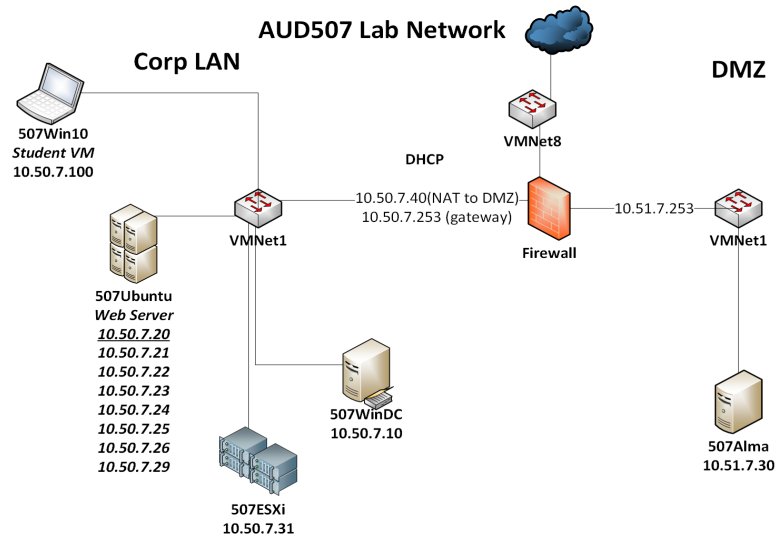 AUD507 Lab Network
Corp LAN
DMZ
507Win10
Student VM
10.50.7.100
VMNet8
DHCP
10.50.7.40(NAT to DMZ)
10.50.7.253 (gateway)
10.51.7.253
VMNet1
Firewall
VMNet1
507Ubuntu
Web Server
10.50.7.20
10.50.7.21
10.50.7.22
10.50.7.23
10.50.7.24
10.50.7.25
10.50.7.26
10.50.7.29
507WinDC
10.50.7.10
507Alma
10.51.7.30
507ESXi
10.50.7.31